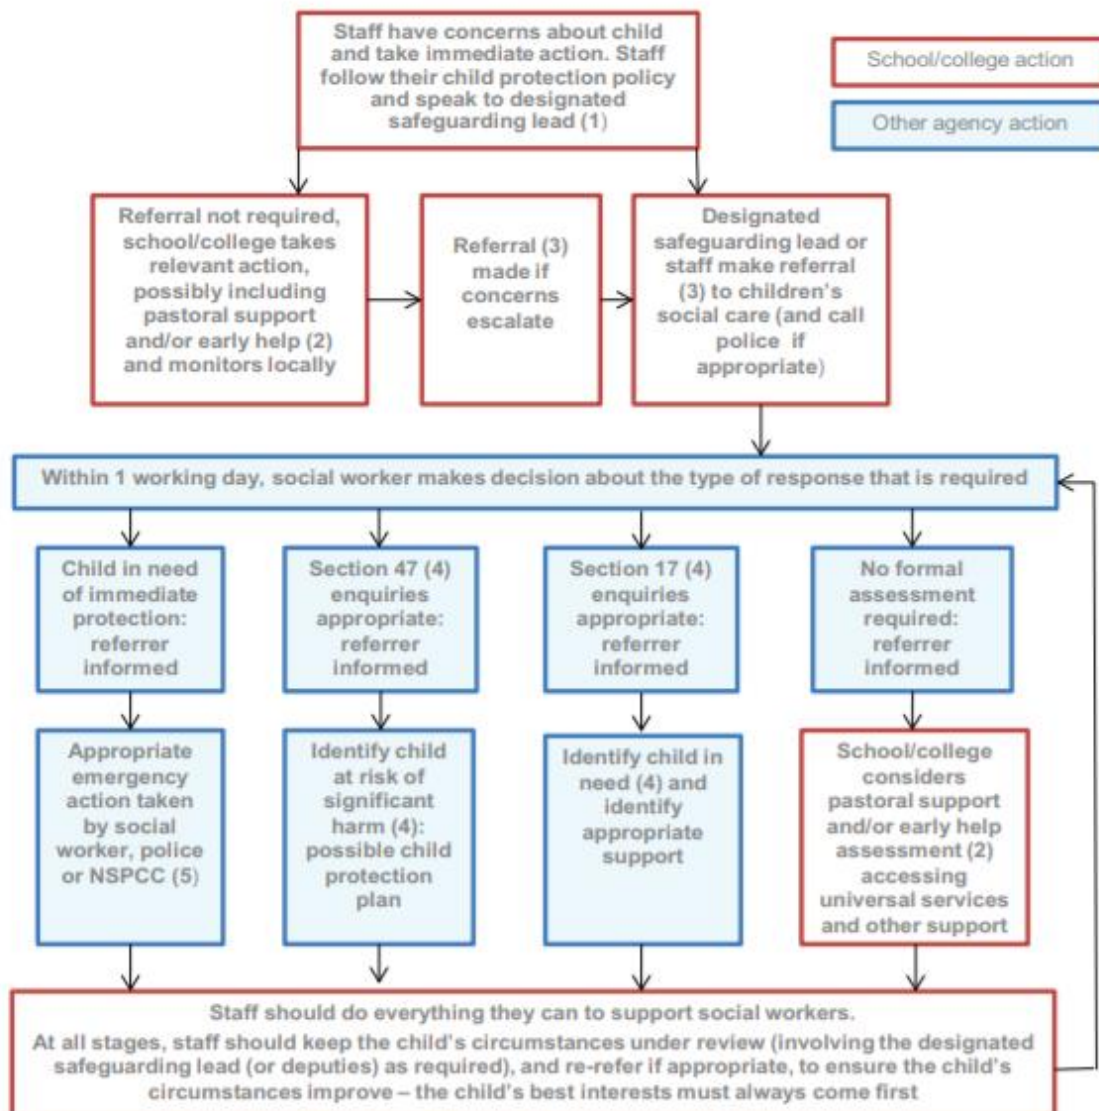 Staff have concerns about child
and take immediate action. Staff
follow their child protection policy
and speak to designated
safeguarding lead (1)
School/college action
Other agency action
Referral not required,
school/college takes
relevant action,
possibly including
pastoral support
and/or early help (2)
and monitors locally
Referral (3)
made if
concerns
escalate
Designated
safeguarding lead or
staff make referral
(3) to children's
social care (and call
police if
appropriate)
Within 1 working day, social worker makes decision about the type of response that is required
Child in need
of immediate
protection:
referrer
informed
Section 47 (4)
enquiries
appropriate:
referrer
informed
Section 17 (4)
enquiries
appropriate:
referrer
informed
No formal
assessment
required:
referrer
informed
Appropriate
emergency
action taken
by social
worker, police
or NSPCC (5)
Identify child
at risk of
significant
harm (4):
possible child
protection
plan
Identify child in
need (4) and
identify
appropriate
support
School/college
considers
pastoral support
and/or early help
assessment (2)
accessing
universal services
and other support
Staff should do everything they can to support social workers.
At all stages, staff should keep the child's circumstances under review (involving the designated
safeguarding lead (or deputies) as required), and re-refer if appropriate, to ensure the child's
circumstances improve – the child's best interests must always come first